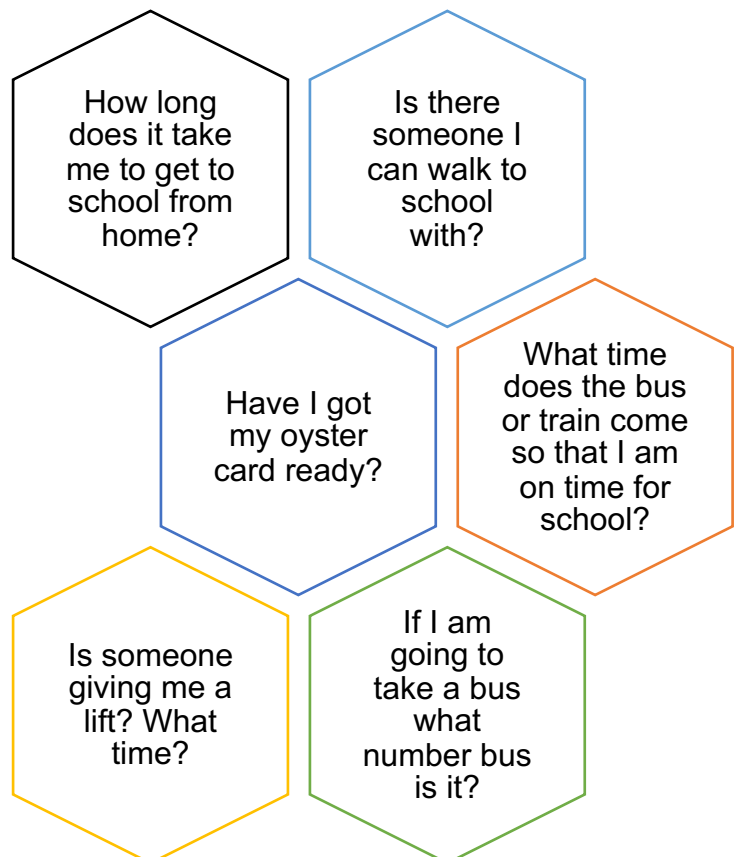 How long
does it take
me to get to
school from
home?
Is there
someone I
can walk to
school
with?
Have I got
my oyster
card ready?
What time
does the bus
or train come
so that I am
on time for
school?
Is someone
giving me a
lift? What
time?
If I am
going to
take a bus
what
number bus
is it?